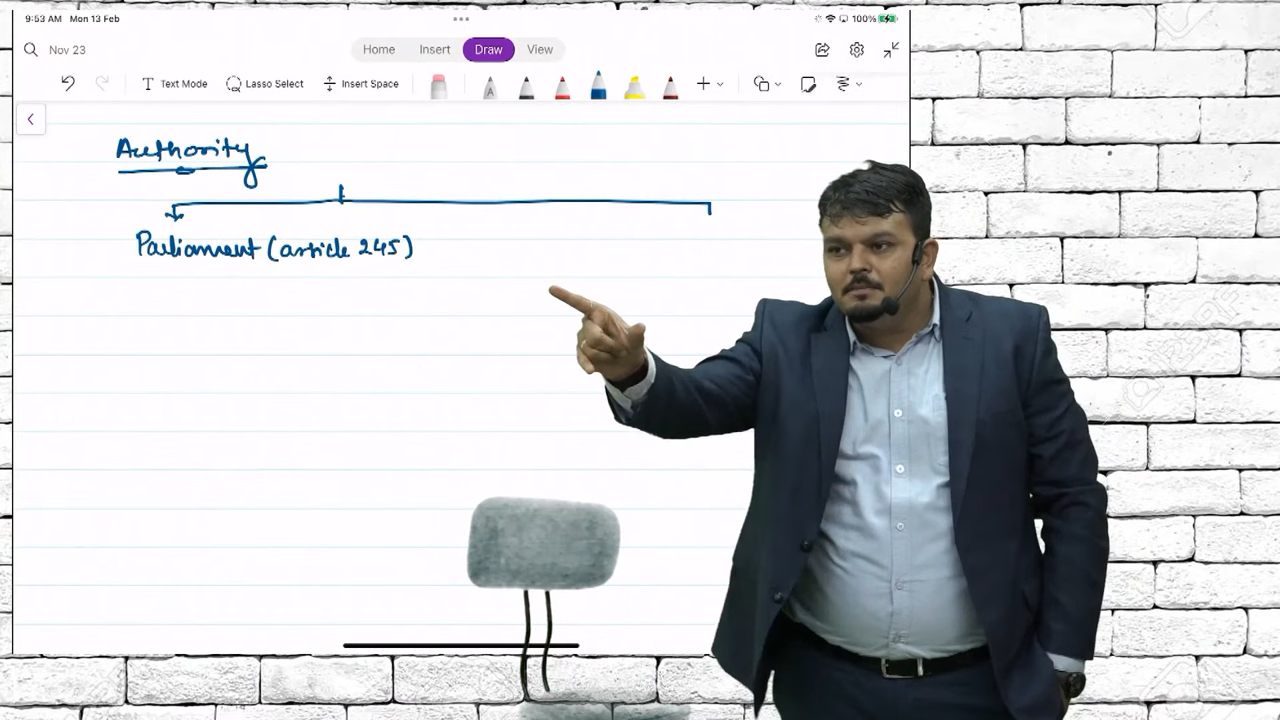 9:53 AM Mon 13 Feb
100%
Nov 23
Home Insert Draw View
Text Mode Lasso Select Insert Space
Authority
Parliament (article 245)